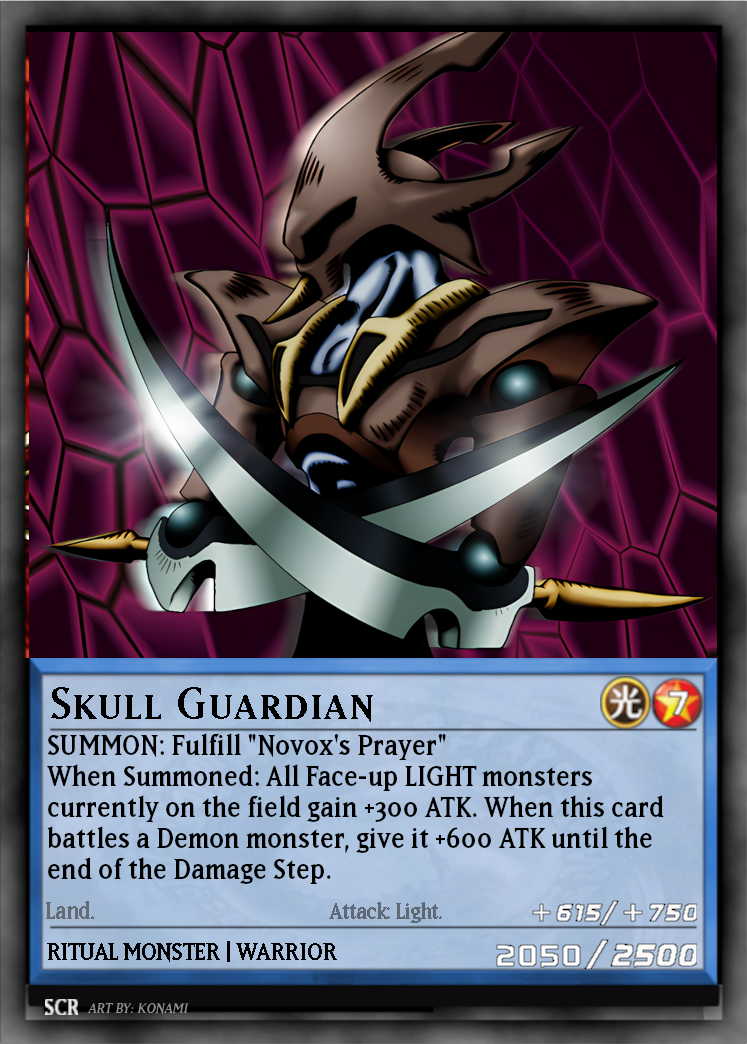 SKULL GUARDIAN 光 7
SUMMON: Fulfill "Novox's Prayer"
When Summoned: All Face-up LIGHT monsters
currently on the field gain +300 ATK. When this card
battles a Demon monster, give it +600 ATK until the
end of the Damage Step.
Land. Attack: Light. +615/+750
RITUAL MONSTER | WARRIOR 2050/2500
SCR ART BY: KONAMI